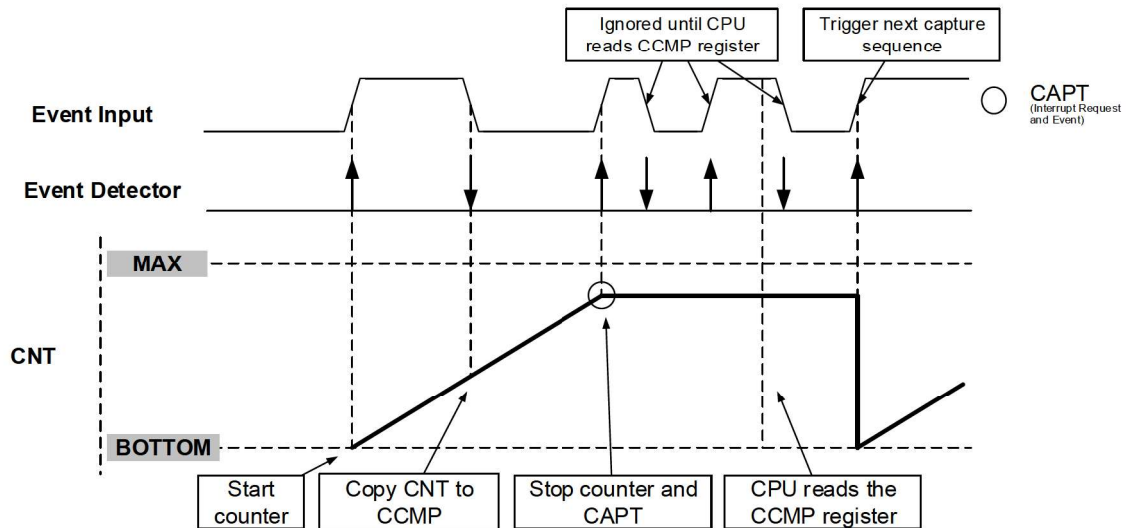 Ignored until CPU
reads CCMP register
Trigger next capture
sequence
Event Input
CAPT
(Interrupt Request
and Event)
Event Detector
MAX
CNT
BOTTOM
Start
counter
Copy CNT to
CCMP
Stop counter and
CAPT
CPU reads the
CCMP register